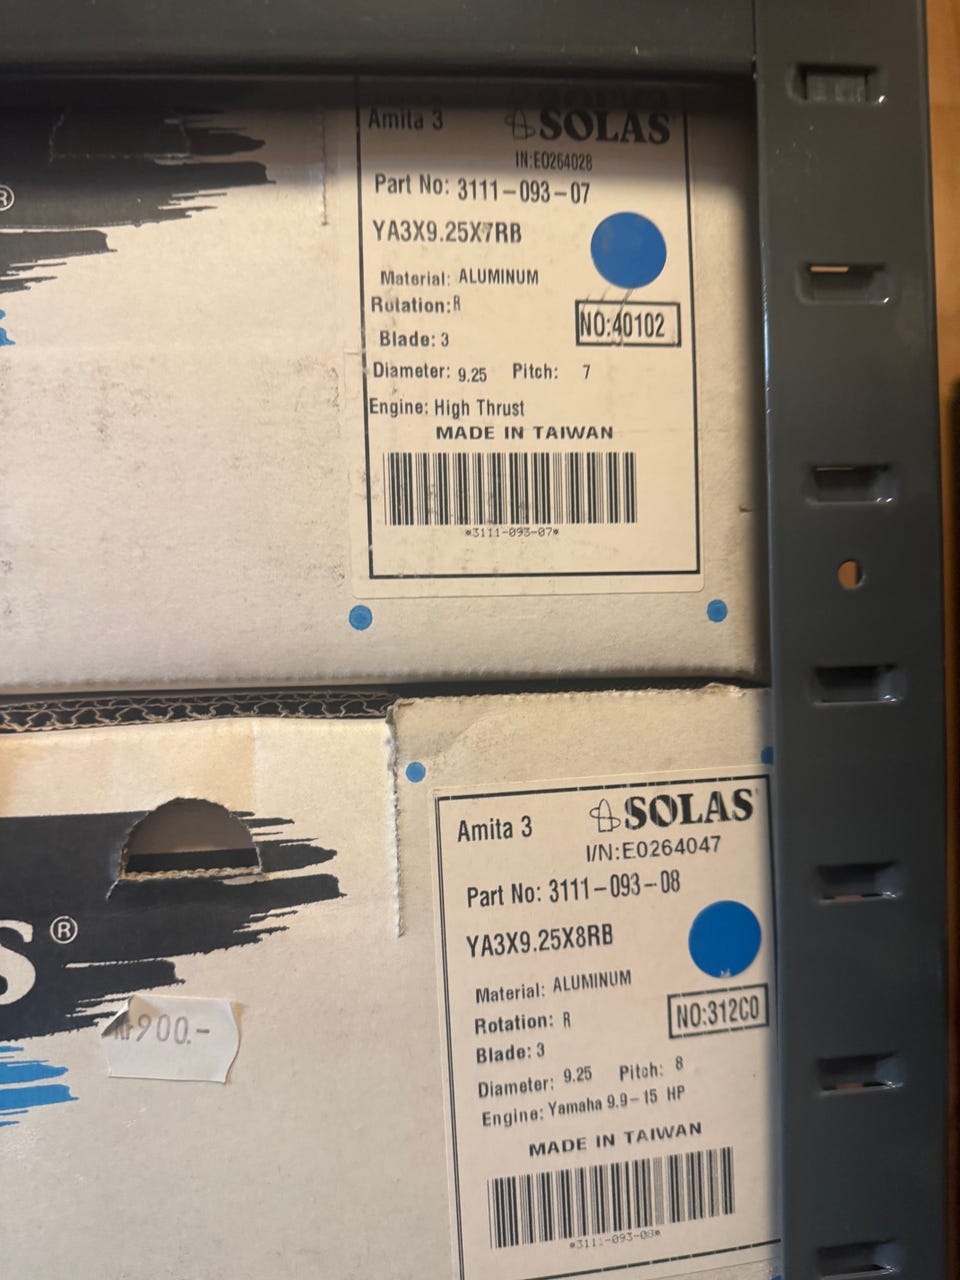 Amita 3
SOLAS
IN:E0264028
Part No: 3111-093-07
YA3X9.25X7RB
Material: ALUMINUM
Rotation: R
NO:40102
Blade: 3
Diameter: 9.25 Pitch: 7
Engine: High Thrust
MADE IN TAIWAN
*3111-093-07*
®
S®
Kr900.-
Amita 3
SOLAS
I/N:E0264047
Part No: 3111-093-08
YA3X9.25X8RB
Material: ALUMINUM
Rotation: R
NO:312C0
Blade: 3
Diameter: 9.25 Pitch: 8
Engine: Yamaha 9.9-15 HP
MADE IN TAIWAN
*3111-093-08*